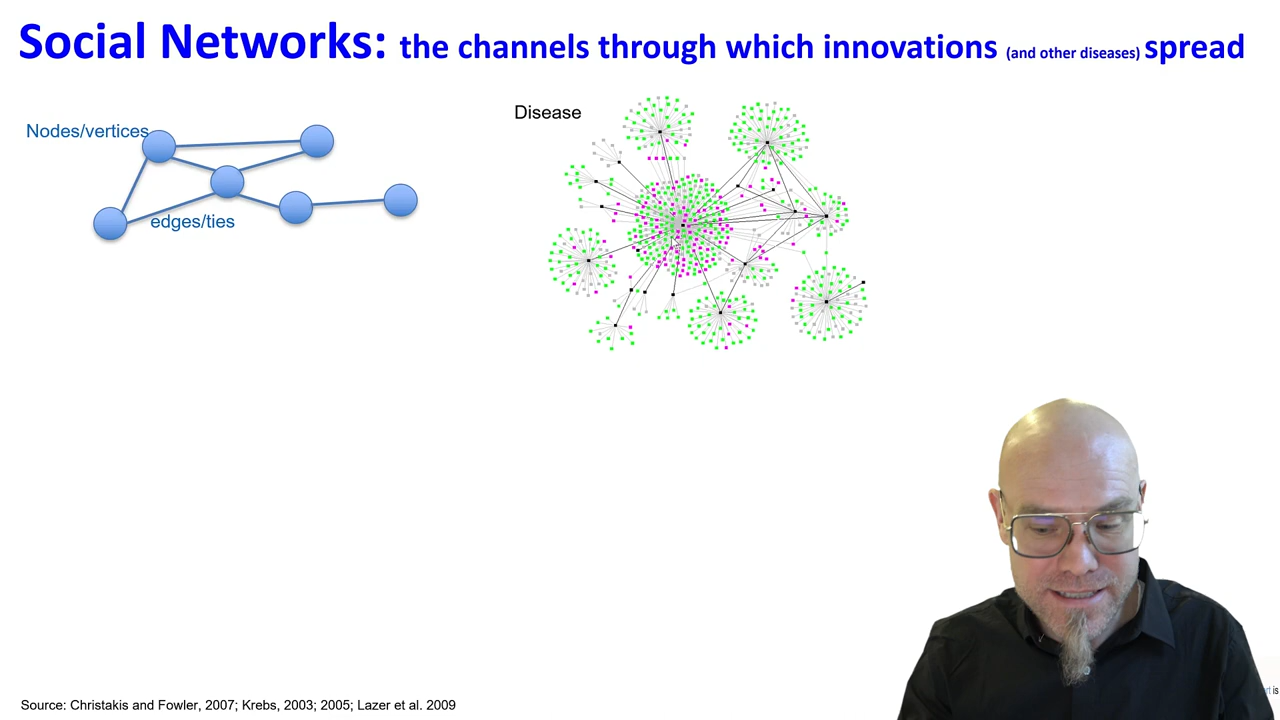 Social Networks: the channels through which innovations (and other diseases) spread
Nodes/vertices
Disease
edges/ties
is
Source: Christakis and Fowler, 2007; Krebs, 2003; 2005; Lazer et al. 2009